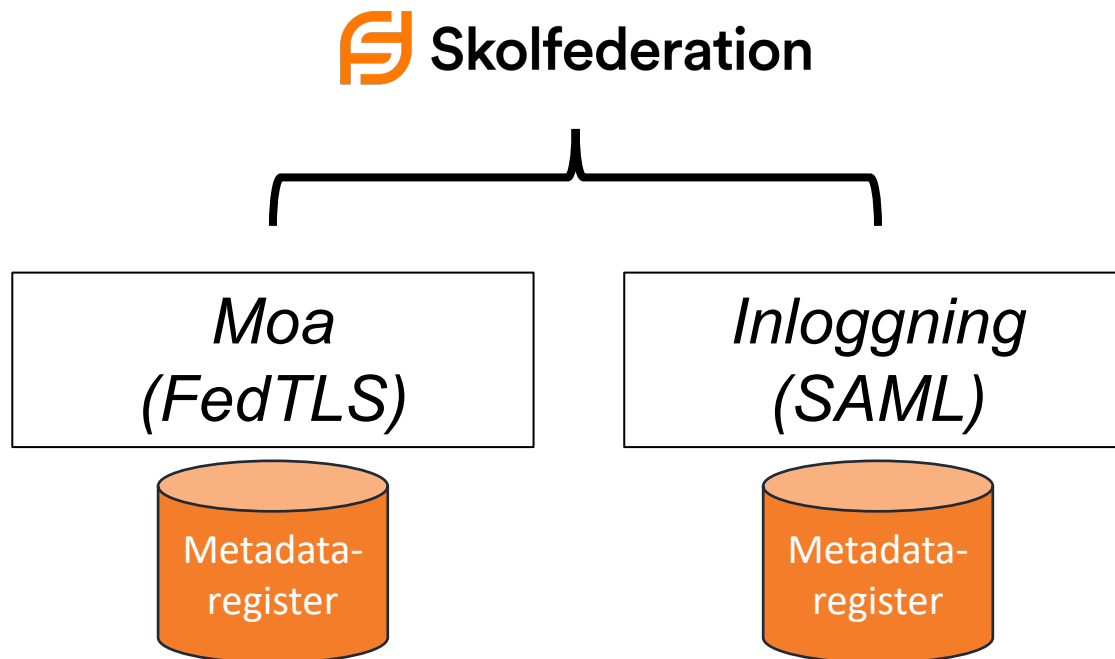 Skolfederation
Moa
(FedTLS)
Inloggning
(SAML)
Metadata-
register
Metadata-
register